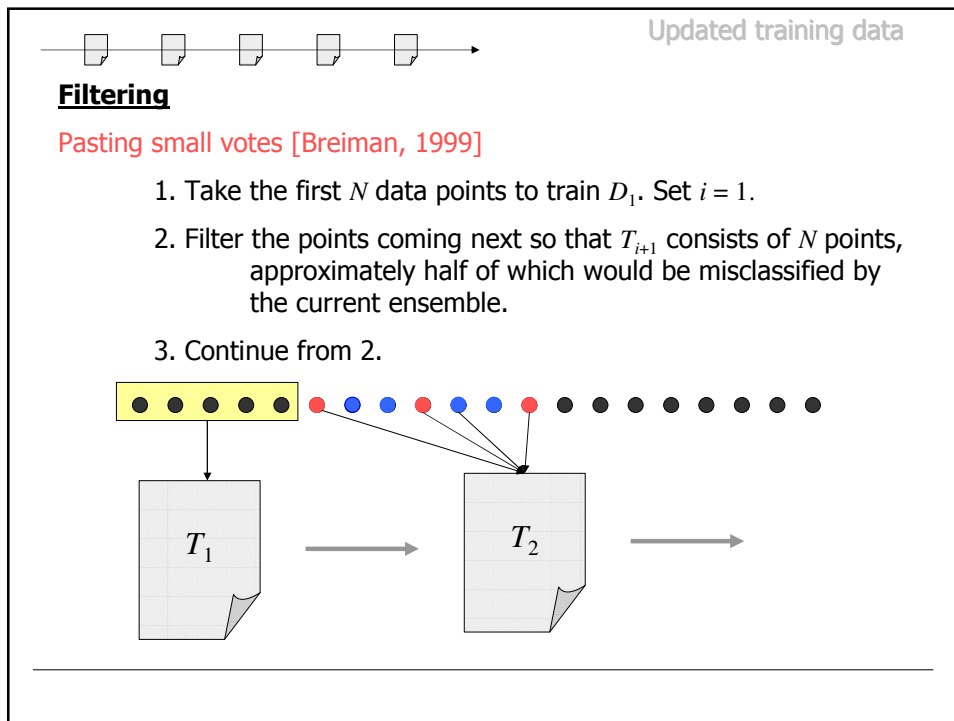 Updated training data
Filtering
Pasting small votes [Breiman, 1999]
1. Take the first N data points to train D₁. Set i = 1.
2. Filter the points coming next so that Tᵢ₊₁ consists of N points,
approximately half of which would be misclassified by
the current ensemble.
3. Continue from 2.
T₁
T₂